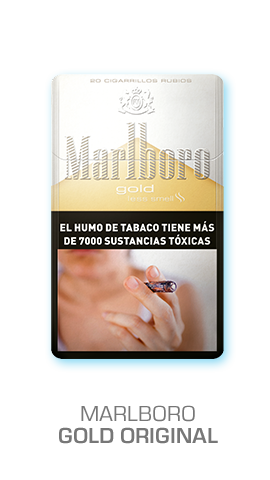 20 CIGARRILLOS RUBIOS
Marlboro
gold
EL HUMO DE TABACO TIENE MÁS
DE 7000 SUSTANCIAS TÓXICAS
MARLBORO
GOLD ORIGINAL